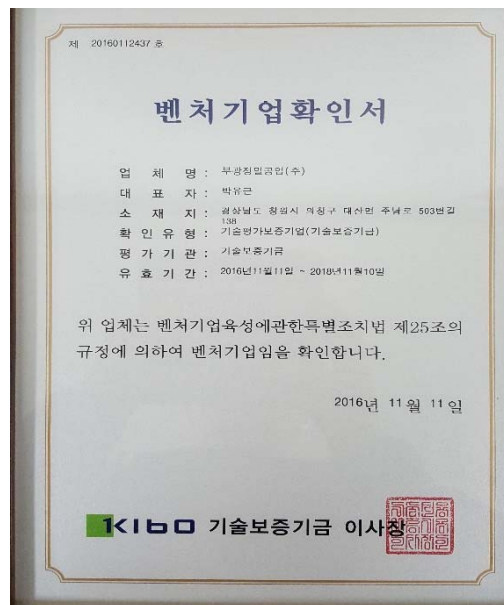 제 20160112437 호
벤처기업확인서
업 체 명 : 부광정밀공업(주)
대 표 자 : 박유근
소 재 지 : 경상남도 창원시 의창구 대산면 주남로 503번길
138
확 인 유 형 : 기술평가보증기업(기술보증기금)
평 가 기 관 : 기술보증기금
유 효 기 간 : 2016년11월11일 ~ 2018년11월10일
위 업체는 벤처기업육성에관한특별조치법 제25조의
규정에 의하여 벤처기업임을 확인합니다.
2016년 11월 11일
KIBO 기술보증기금 이사장